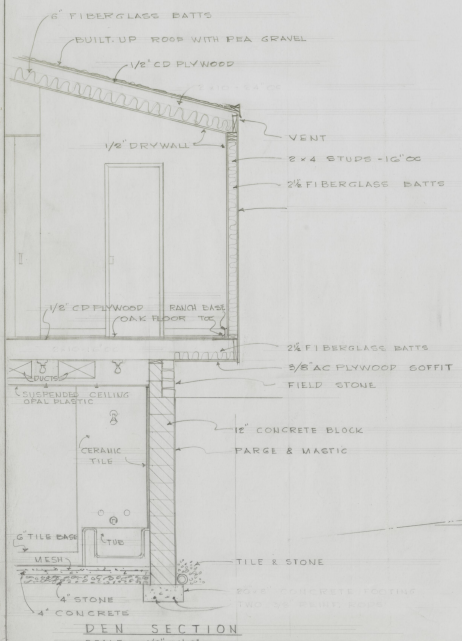 6" FIBERGLASS BATTS
BUILT-UP ROOF WITH PEA GRAVEL
1/2" CD PLYWOOD
VENT
1/2" DRYWALL
2 x 4 STUDS - 16" OC
2 1/2 FIBERGLASS BATTS
1/8" CD PLYWOOD
RANCH BASE
OAK FLOOR
TOE
2 1/2 FIBERGLASS BATTS
DUCTS
5/8" AC PLYWOOD SOFFIT
SUSPENDED CEILING
OPAL PLASTIC
FIELD STONE
12" CONCRETE BLOCK
CERAMIC
TILE
PARGE & MASTIC
6" TILE BASE
TUB
MESH
TILE & STONE
4" STONE
4" CONCRETE
DEN SECTION